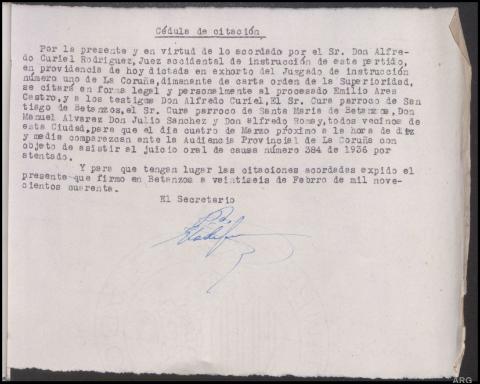 Cédula de citación
Por la presente y en virtud de lo acordado por el Sr. Don Alfre-
do Curiel Rodriguez, Juez accidental de instrucción de este partido,
en providencia de hoy dictada en exhorto del Juzgado de instrucción
número uno de La Coruña, dimanante de carta orden de la Superioridad,
se citará en forma legal y personalmente al procesado Emilio Ares
Castro, y a los testigos Don Alfredo Curiel, El Sr. Cura parroco de San-
tiago de Betanzos, el Sr. Cura parroco de Santa Maria de Betanzos, Don
Manuel Alvarez Don Julio Sanchez y Don Alfredo Romay, todos vecinos de
esta Ciudad, para que el dia cuatro de Marzo próximo a la hora de diez
y media comparezcan ante la Audiencia Provincial de La Coruña con
objeto de asistir al juicio oral de causa número 384 de 1936 por
atentado.
Y para que tengan lugar las citaciones acordadas expido el
presente que firmo en Betanzos a veintiseis de Febrro de mil nove-
cientos cuarenta.
El Secretario
ARG